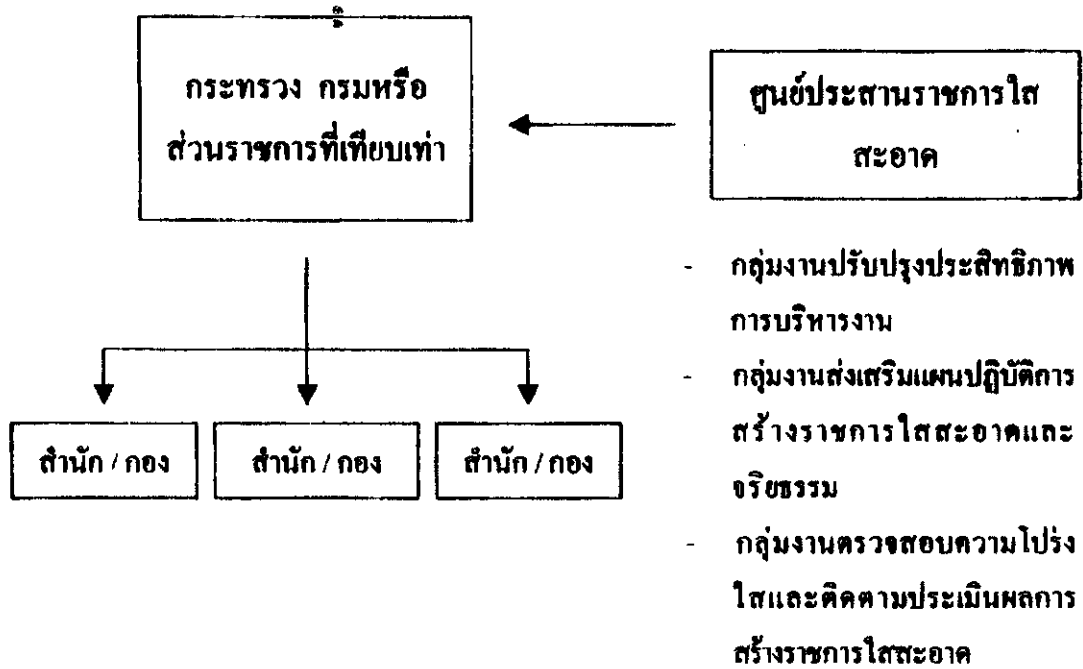 กระทรวง กรมหรือ
ส่วนราชการที่เทียบเท่า
ศูนย์ประสานราชการใส
สะอาด
- กลุ่มงานปรับปรุงประสิทธิภาพ
การบริหารงาน
- กลุ่มงานส่งเสริมแผนปฏิบัติการ
สร้างราชการใสสะอาดและ
จริยธรรม
- กลุ่มงานตรวจสอบความโปร่ง
ใสและติดตามประเมินผลการ
สร้างราชการใสสะอาด
สำนัก / กอง
สำนัก / กอง
สำนัก / กอง